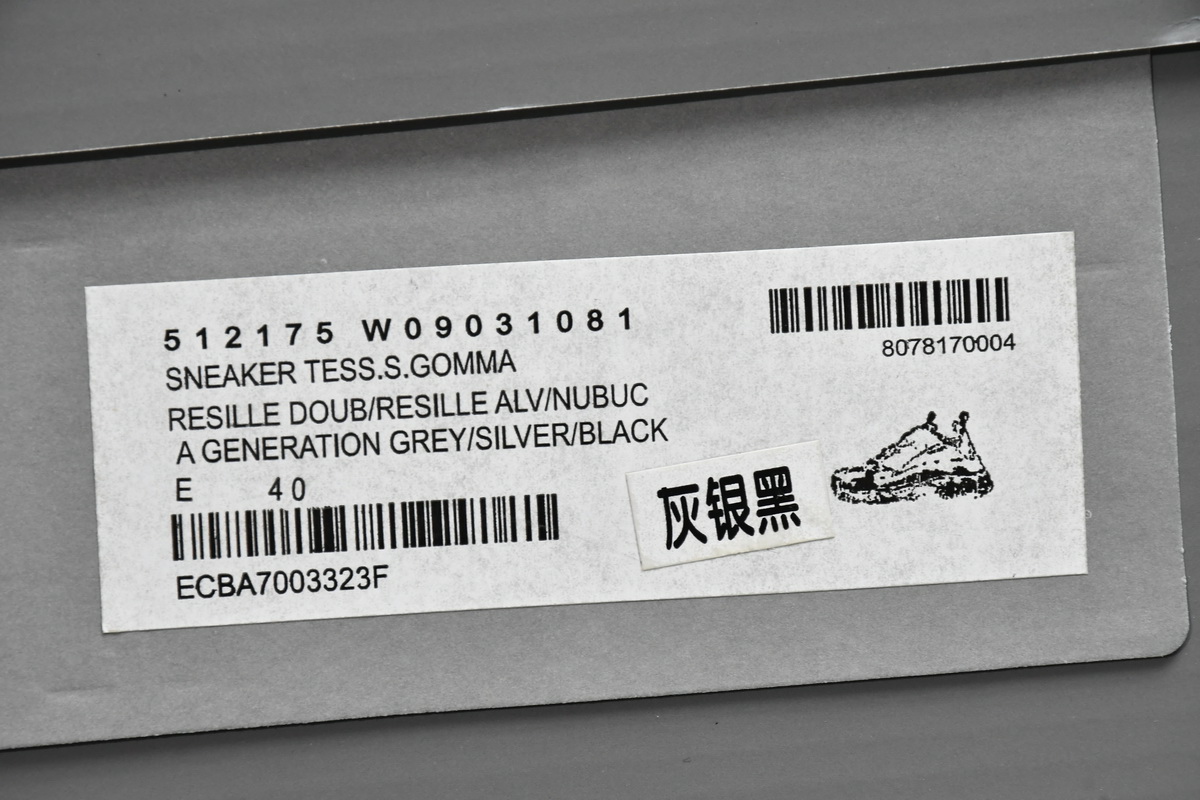 512175 W09031081
SNEAKER TESS.S.GOMMA
RESILLE DOUB/RESILLE ALV/NUBUC
A GENERATION GREY/SILVER/BLACK
E 40
ECBA7003323F
8078170004
灰银黑